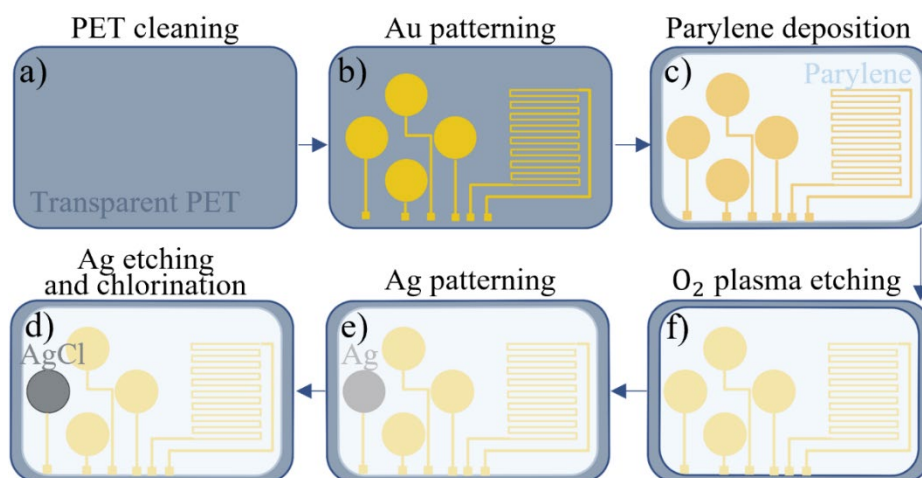 PET cleaning
Au patterning
Parylene deposition
a)
b)
c)
Parylene
Transparent PET
Ag etching
and chlorination
Ag patterning
O₂ plasma etching
d)
e)
f)
AgCl
Ag